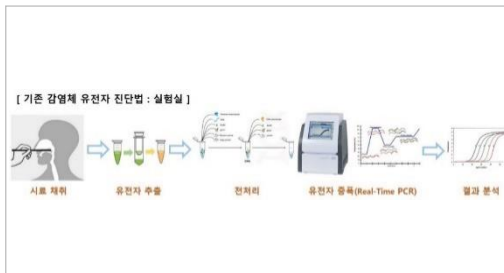 [ 기존 감염체 유전자 진단법 : 실험실 ]
시료 채취
유전자 추출
전처리
유전자 증폭(Real-Time PCR)
결과 분석